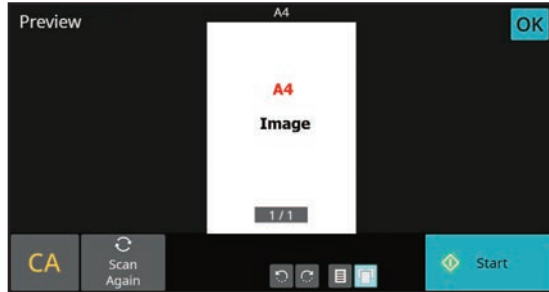 A4
Preview
OK
A4
Image
1 / 1
CA
Scan
Again
Start